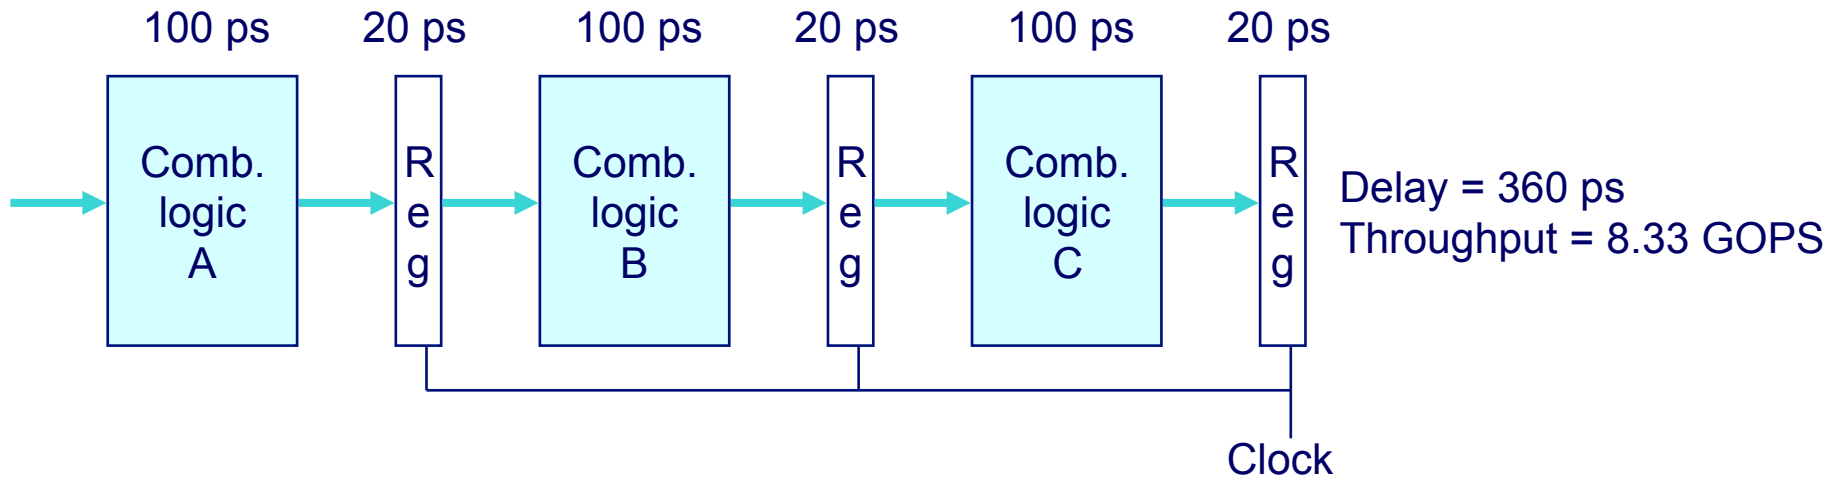 100 ps
20 ps
100 ps
20 ps
100 ps
20 ps
Comb.
logic
A
R
e
g
Comb.
logic
B
R
e
g
Comb.
logic
C
R
e
g
Delay = 360 ps
Throughput = 8.33 GOPS
Clock